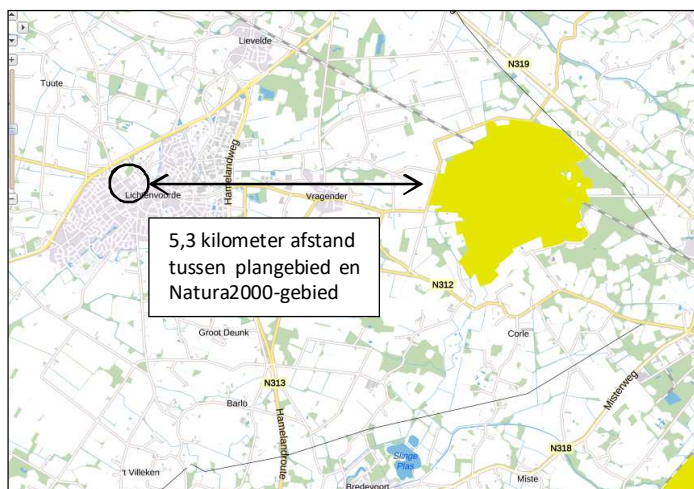 Lievelde
N319
Tuute
Hamelandweg
Lichtenvoorde
Vragender
5,3 kilometer afstand
tussen plangebied en
Natura2000-gebied
N312
Groot Deunk
Corle
N313
Barlo
Hamelandroute
Misterweg
Slinge
Plas
N318
't Villeken
Miste
Bredevoort